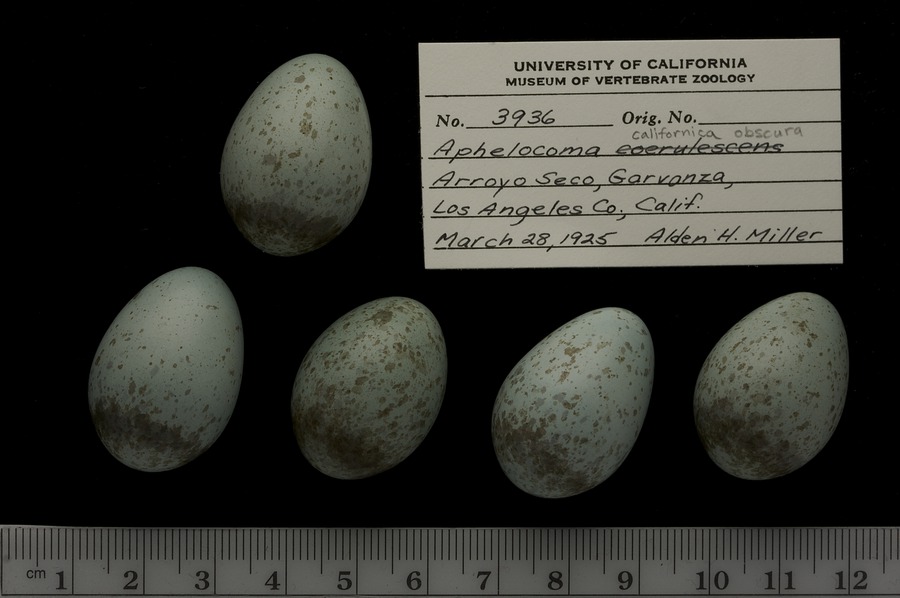 UNIVERSITY OF CALIFORNIA
MUSEUM OF VERTEBRATE ZOOLOGY
No. 3936 Orig. No.
californica obscura
Aphelocoma coerulescens
Arroyo Seco, Garvanza,
Los Angeles Co., Calif.
March 28, 1925 Alden H. Miller
cm 1 2 3 4 5 6 7 8 9 10 11 12